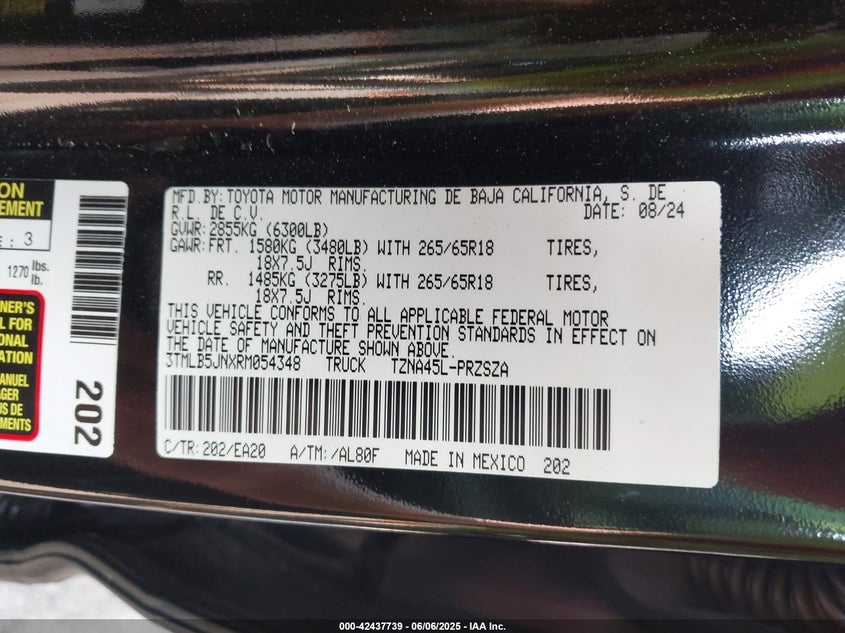 ON
EMENT
E : 3
1270 lbs.
lb.
NER'S
L FOR
ONAL
ATION
MANUEL
AGER
US DE
EMENTS
202
MFD.BY:TOYOTA MOTOR MANUFACTURING DE BAJA CALIFORNIA, S. DE
R.L. DE C.V. DATE: 08/24
GVWR:2855KG (6300LB)
GAWR:FRT. 1580KG (3480LB) WITH 265/65R18 TIRES,
18X7.5J RIMS.
RR. 1485KG (3275LB) WITH 265/65R18 TIRES,
18X7.5J RIMS.
THIS VEHICLE CONFORMS TO ALL APPLICABLE FEDERAL MOTOR
VEHICLE SAFETY AND THEFT PREVENTION STANDARDS IN EFFECT ON
THE DATE OF MANUFACTURE SHOWN ABOVE.
3TMLB5JNXRM054348 TRUCK TZNA45L-PRZSZA
C/TR:202/EA20 A/TM:/AL80F MADE IN MEXICO 202
000-42437739 - 06/06/2025 - IAA Inc.